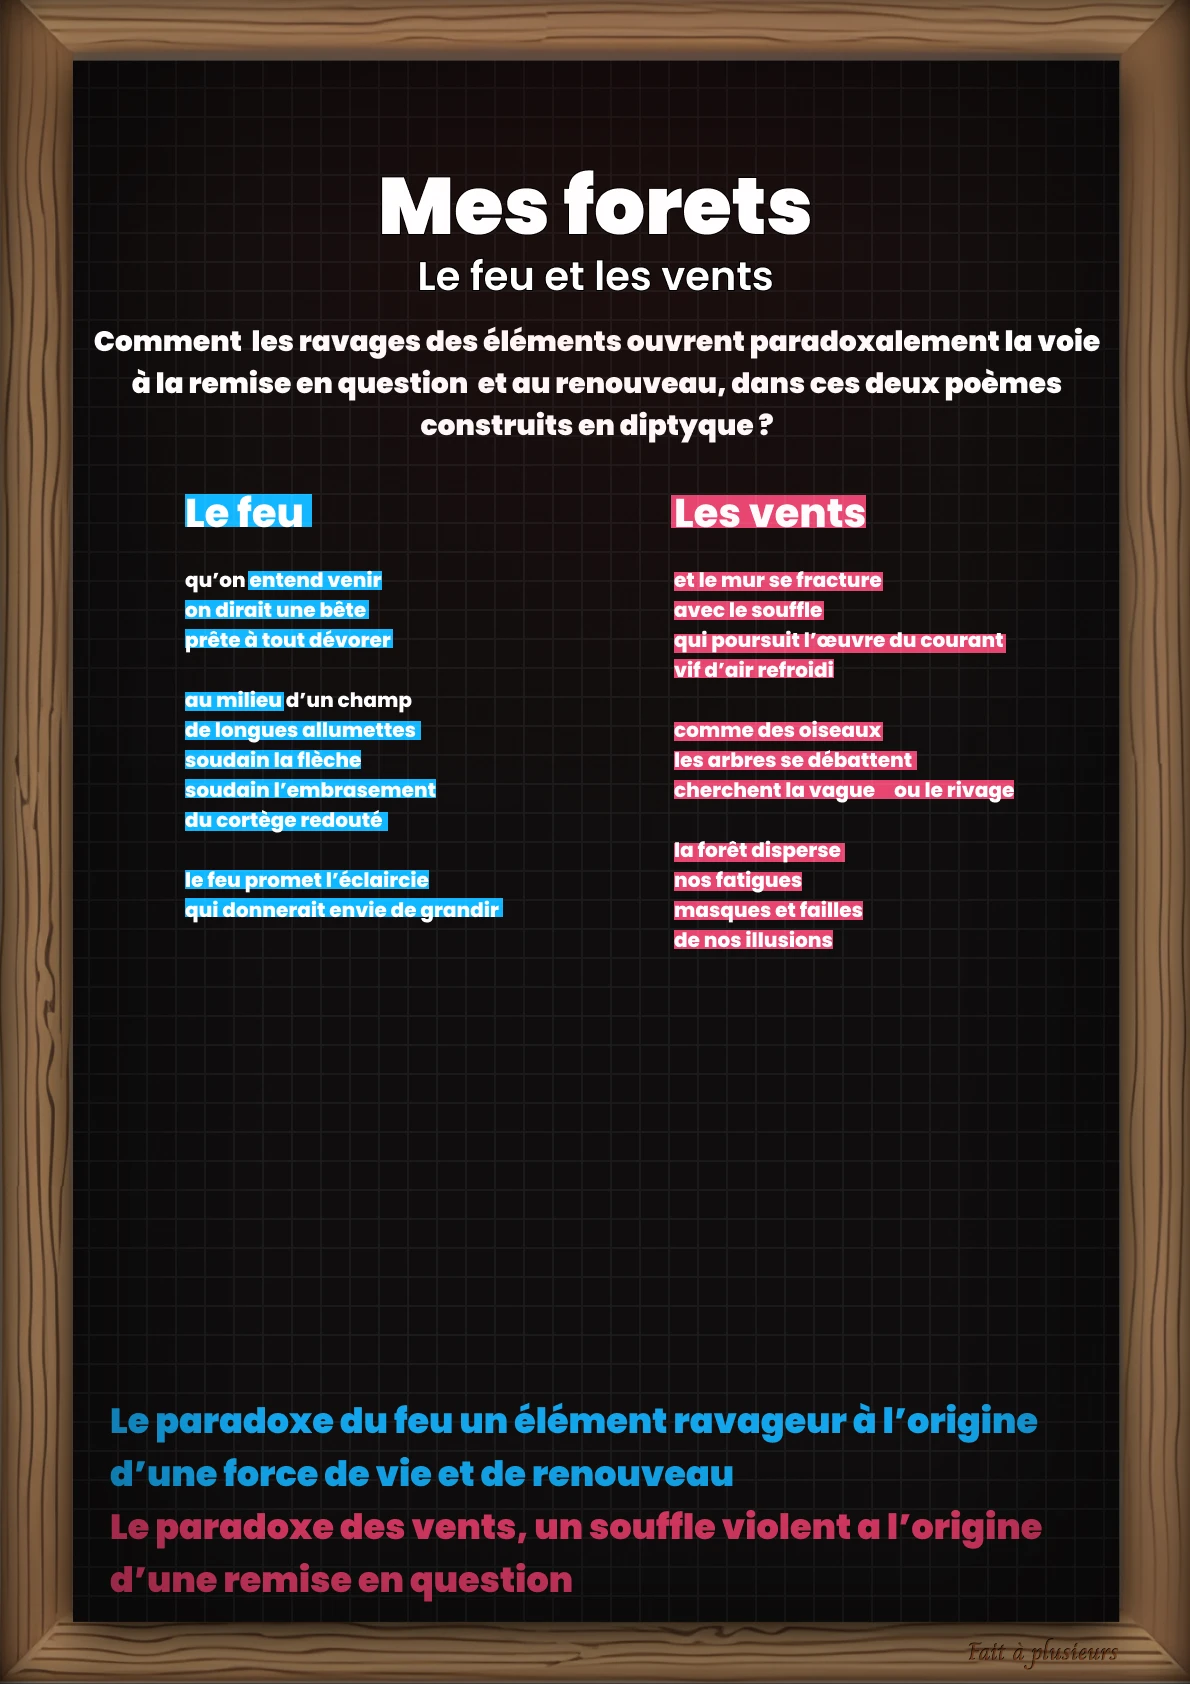 Mes forets
Le feu et les vents
Comment les ravages des éléments ouvrent paradoxalement la voie
à la remise en question et au renouveau, dans ces deux poèmes
construits en diptyque ?
Le feu
qu’on entend venir
on dirait une bête
prête à tout dévorer
au milieu d’un champ
de longues allumettes
soudain la flèche
soudain l’embrasement
du cortège redouté
le feu promet l’éclaircie
qui donnerait envie de grandir
Les vents
et le mur se fracture
avec le souffle
qui poursuit l’œuvre du courant
vif d’air refroidi
comme des oiseaux
les arbres se débattent
cherchent la vague ou le rivage
la forêt disperse
nos fatigues
masques et failles
de nos illusions
Le paradoxe du feu un élément ravageur à l’origine
d’une force de vie et de renouveau
Le paradoxe des vents, un souffle violent a l’origine
d’une remise en question
Fait à plusieurs